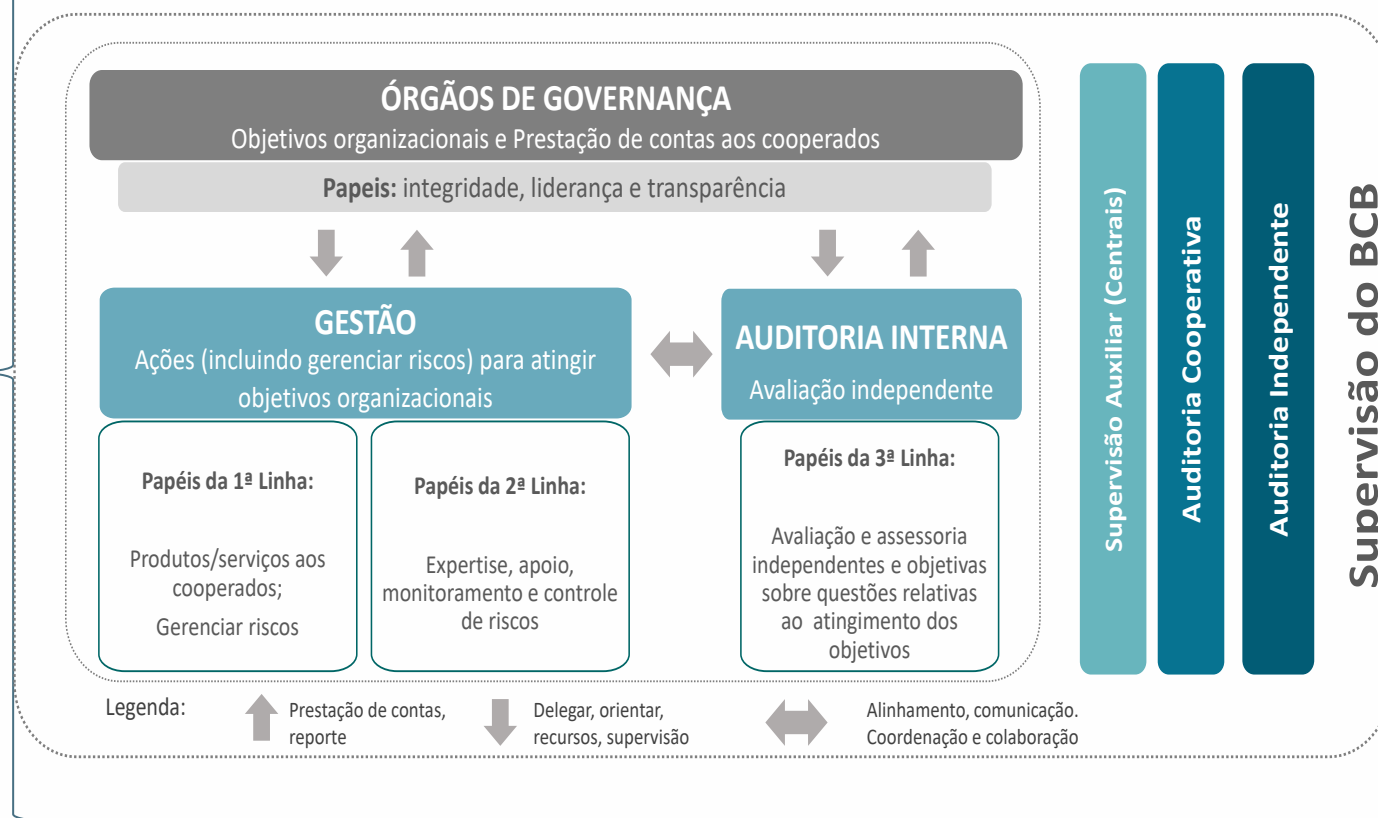 ÓRGÃOS DE GOVERNANÇA
Objetivos organizacionais e Prestação de contas aos cooperados
Papeis: integridade, liderança e transparência
GESTÃO
Ações (incluindo gerenciar riscos) para atingir
objetivos organizacionais
AUDITORIA INTERNA
Avaliação independente
Papéis da 1ª Linha:
Produtos/serviços aos
cooperados;
Gerenciar riscos
Papéis da 2ª Linha:
Expertise, apoio,
monitoramento e controle
de riscos
Papéis da 3ª Linha:
Avaliação e assessoria
independentes e objetivas
sobre questões relativas
ao atingimento dos
objetivos
Supervisão Auxiliar (Centrais)
Auditoria Cooperativa
Auditoria Independente
Supervisão do BCB
Legenda:
Prestação de contas,
reporte
Delegar, orientar,
recursos, supervisão
Alinhamento, comunicação.
Coordenação e colaboração